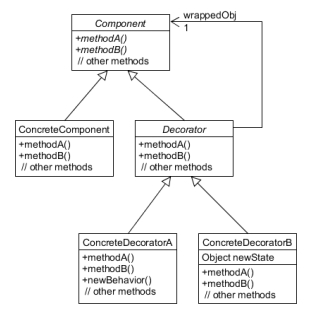 Component
+methodA()
+methodB()
// other methods
wrappedObj
1
ConcreteComponent
+methodA()
+methodB()
// other methods
Decorator
+methodA()
+methodB()
// other methods
ConcreteDecoratorA
+methodA()
+methodB()
+newBehavior()
// other methods
ConcreteDecoratorB
Object newState
+methodA()
+methodB()
// other methods